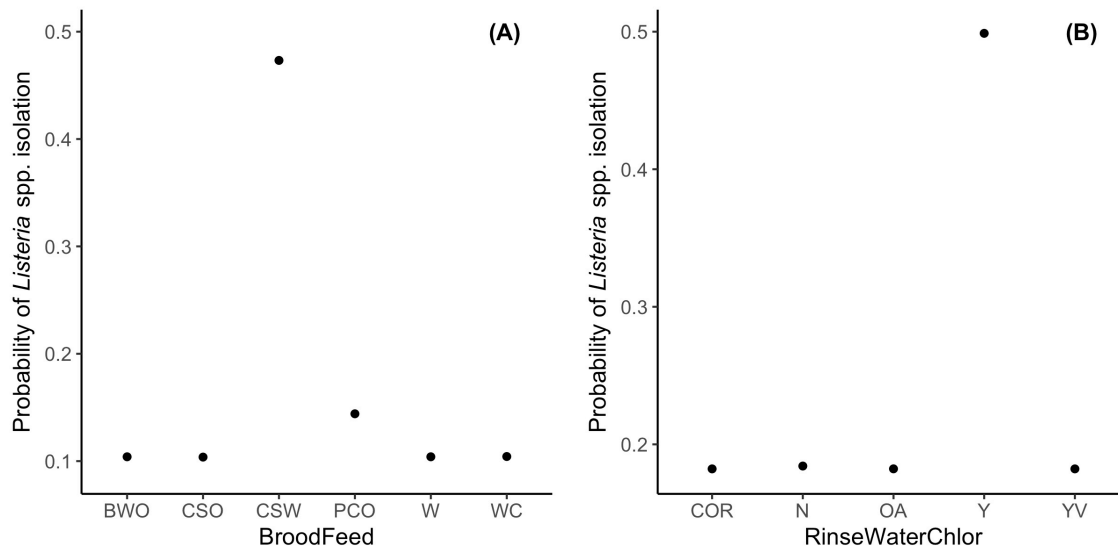 (A)
Probability of Listeria spp. isolation
0.5
0.4
0.3
0.2
0.1
BWO CSO CSW PCO W WC
BroodFeed
(B)
Probability of Listeria spp. isolation
0.5
0.4
0.3
0.2
COR N OA Y YV
RinseWaterChlor